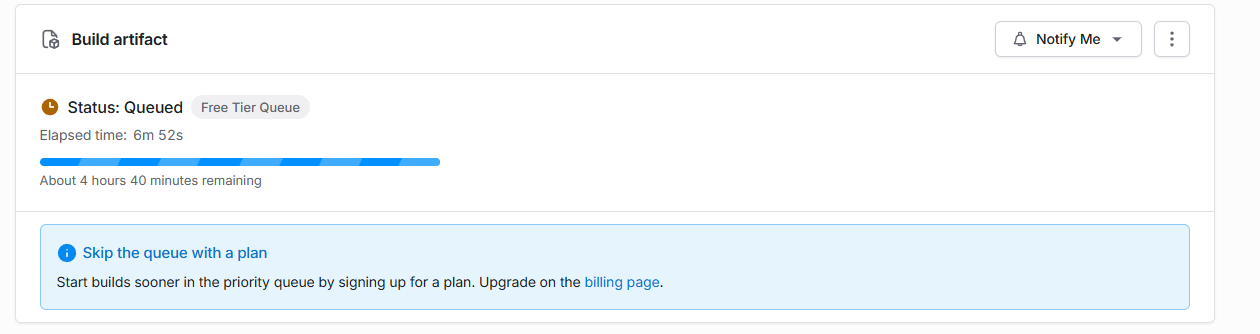 Build artifact
Notify Me
Status: Queued Free Tier Queue
Elapsed time: 6m 52s
About 4 hours 40 minutes remaining
Skip the queue with a plan
Start builds sooner in the priority queue by signing up for a plan. Upgrade on the billing page.